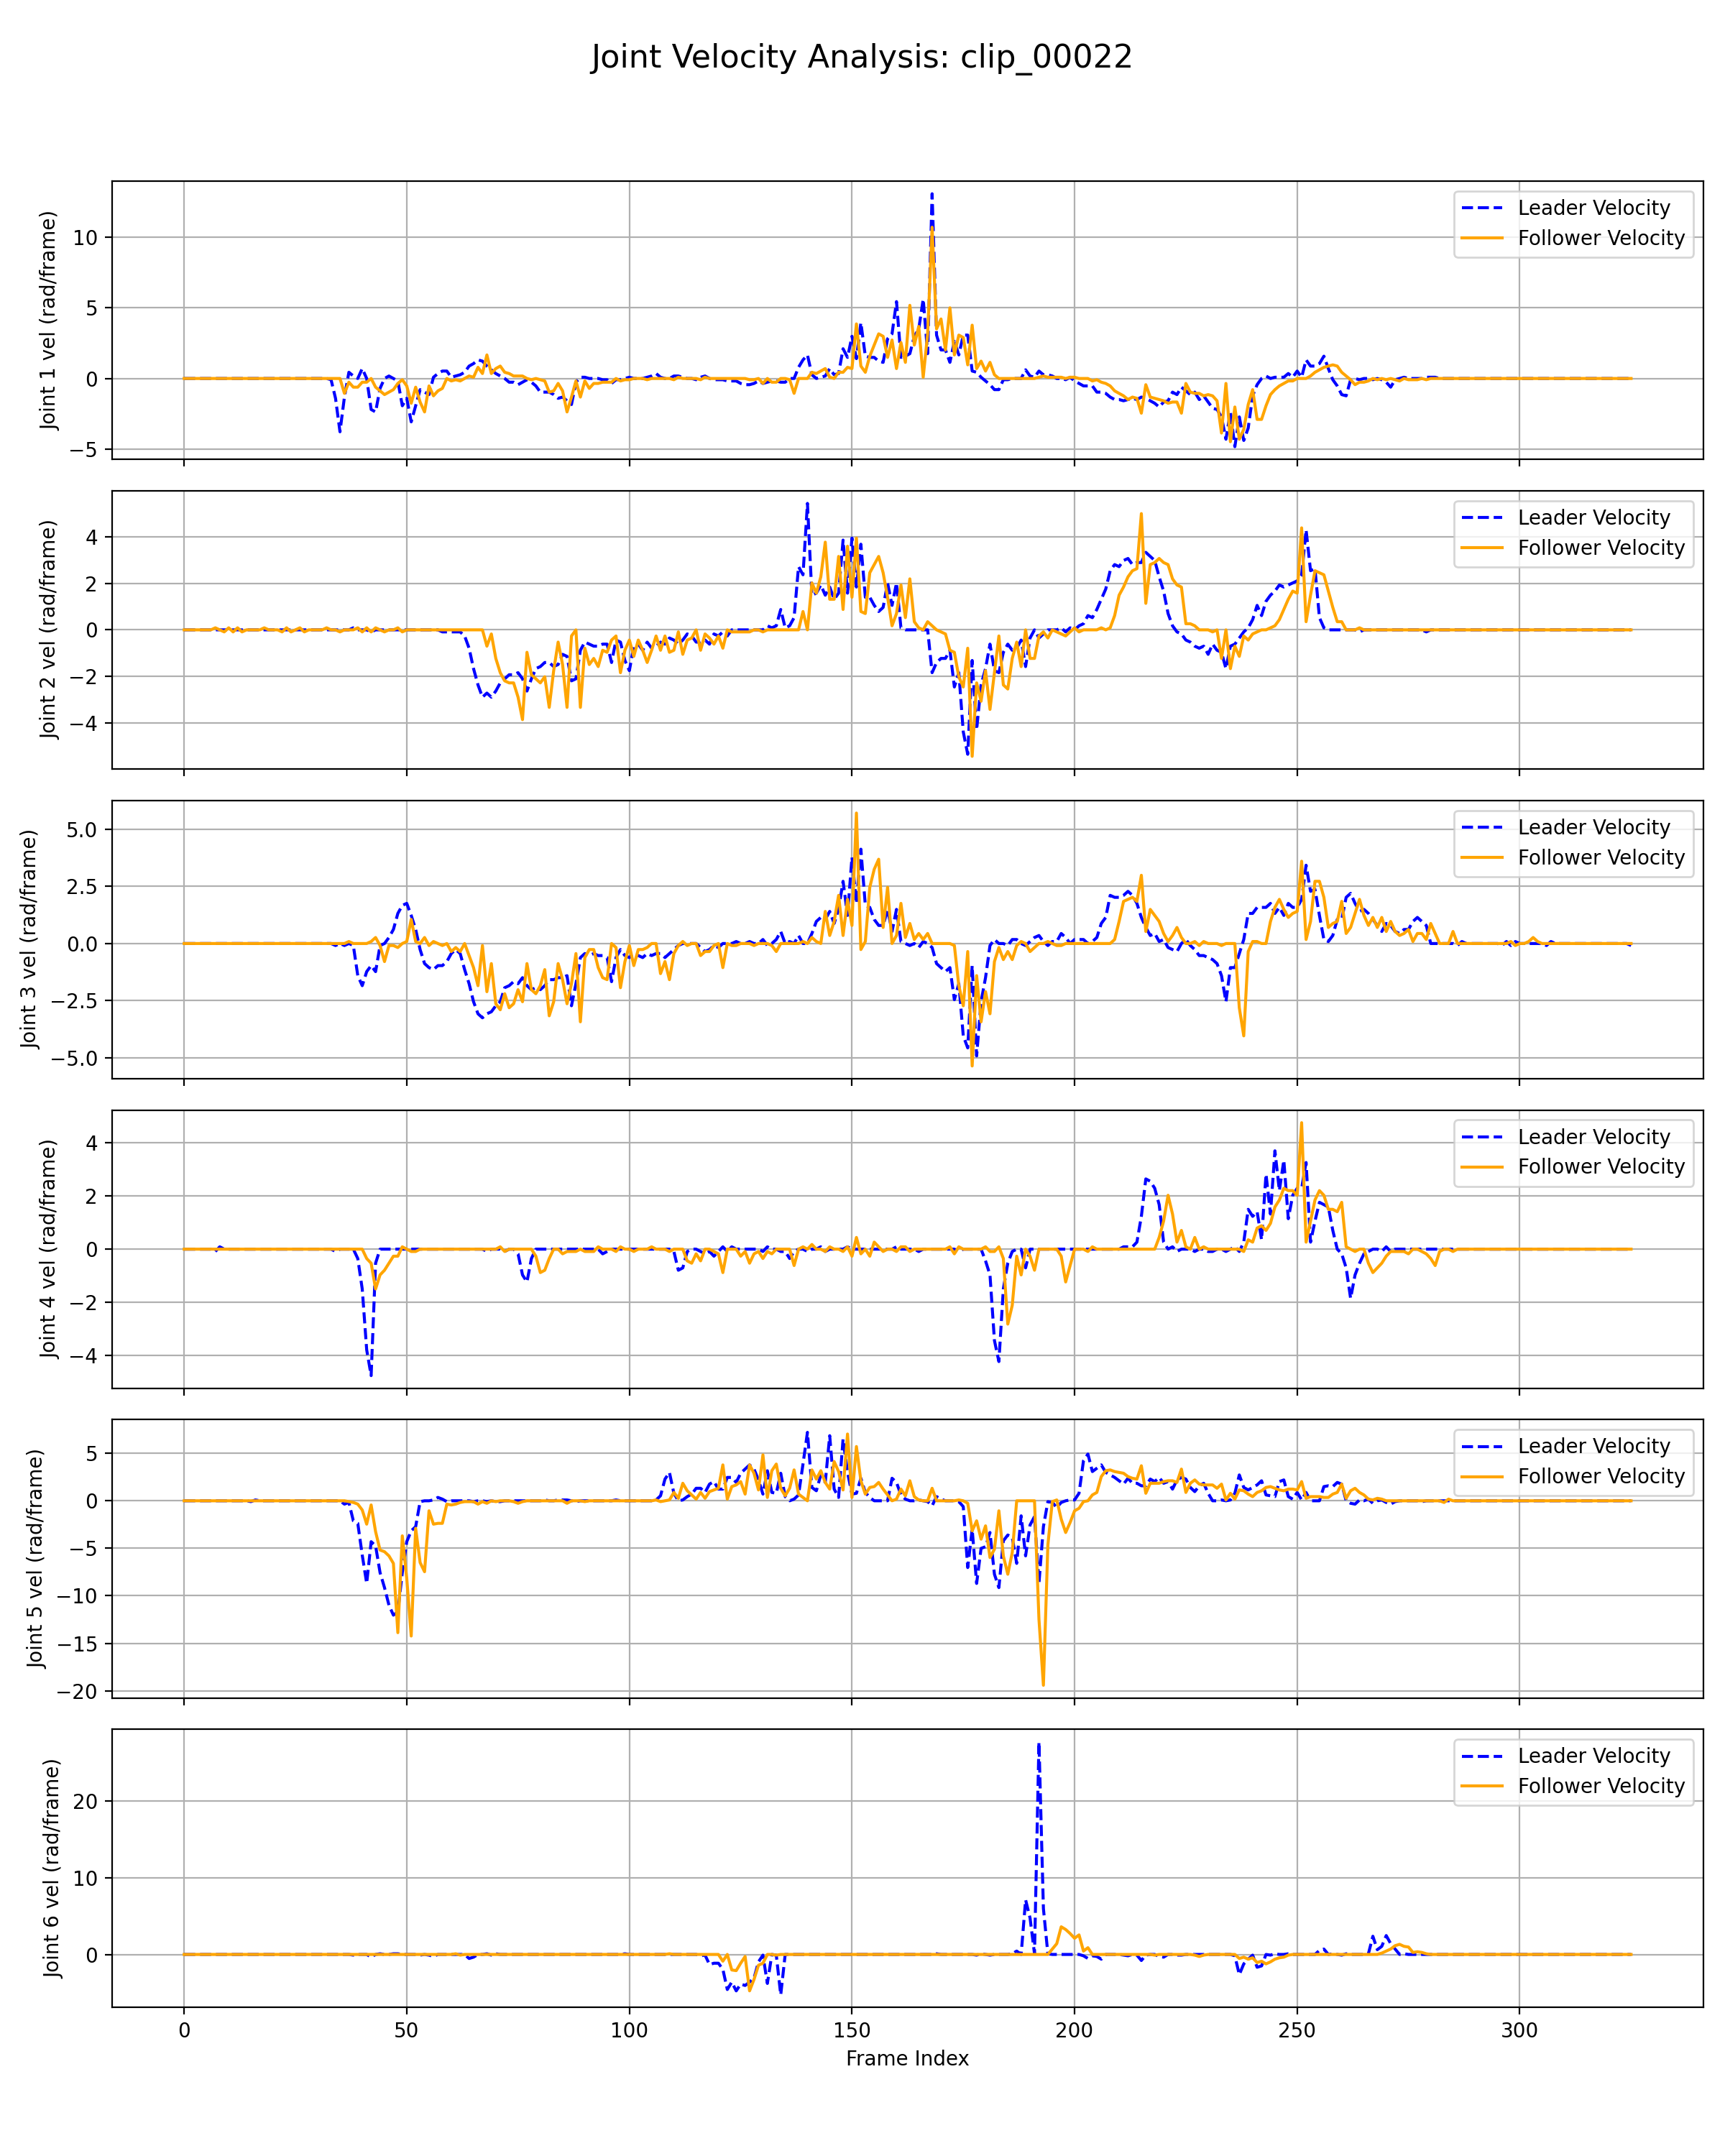 Joint Velocity Analysis: clip_00022
Joint 1 vel (rad/frame)
10
5
0
−5
Leader Velocity
Follower Velocity
Joint 2 vel (rad/frame)
4
2
0
−2
−4
Leader Velocity
Follower Velocity
Joint 3 vel (rad/frame)
5.0
2.5
0.0
−2.5
−5.0
Leader Velocity
Follower Velocity
Joint 4 vel (rad/frame)
4
2
0
−2
−4
Leader Velocity
Follower Velocity
Joint 5 vel (rad/frame)
5
0
−5
−10
−15
−20
Leader Velocity
Follower Velocity
Joint 6 vel (rad/frame)
20
10
0
Leader Velocity
Follower Velocity
0 50 100 150 200 250 300
Frame Index